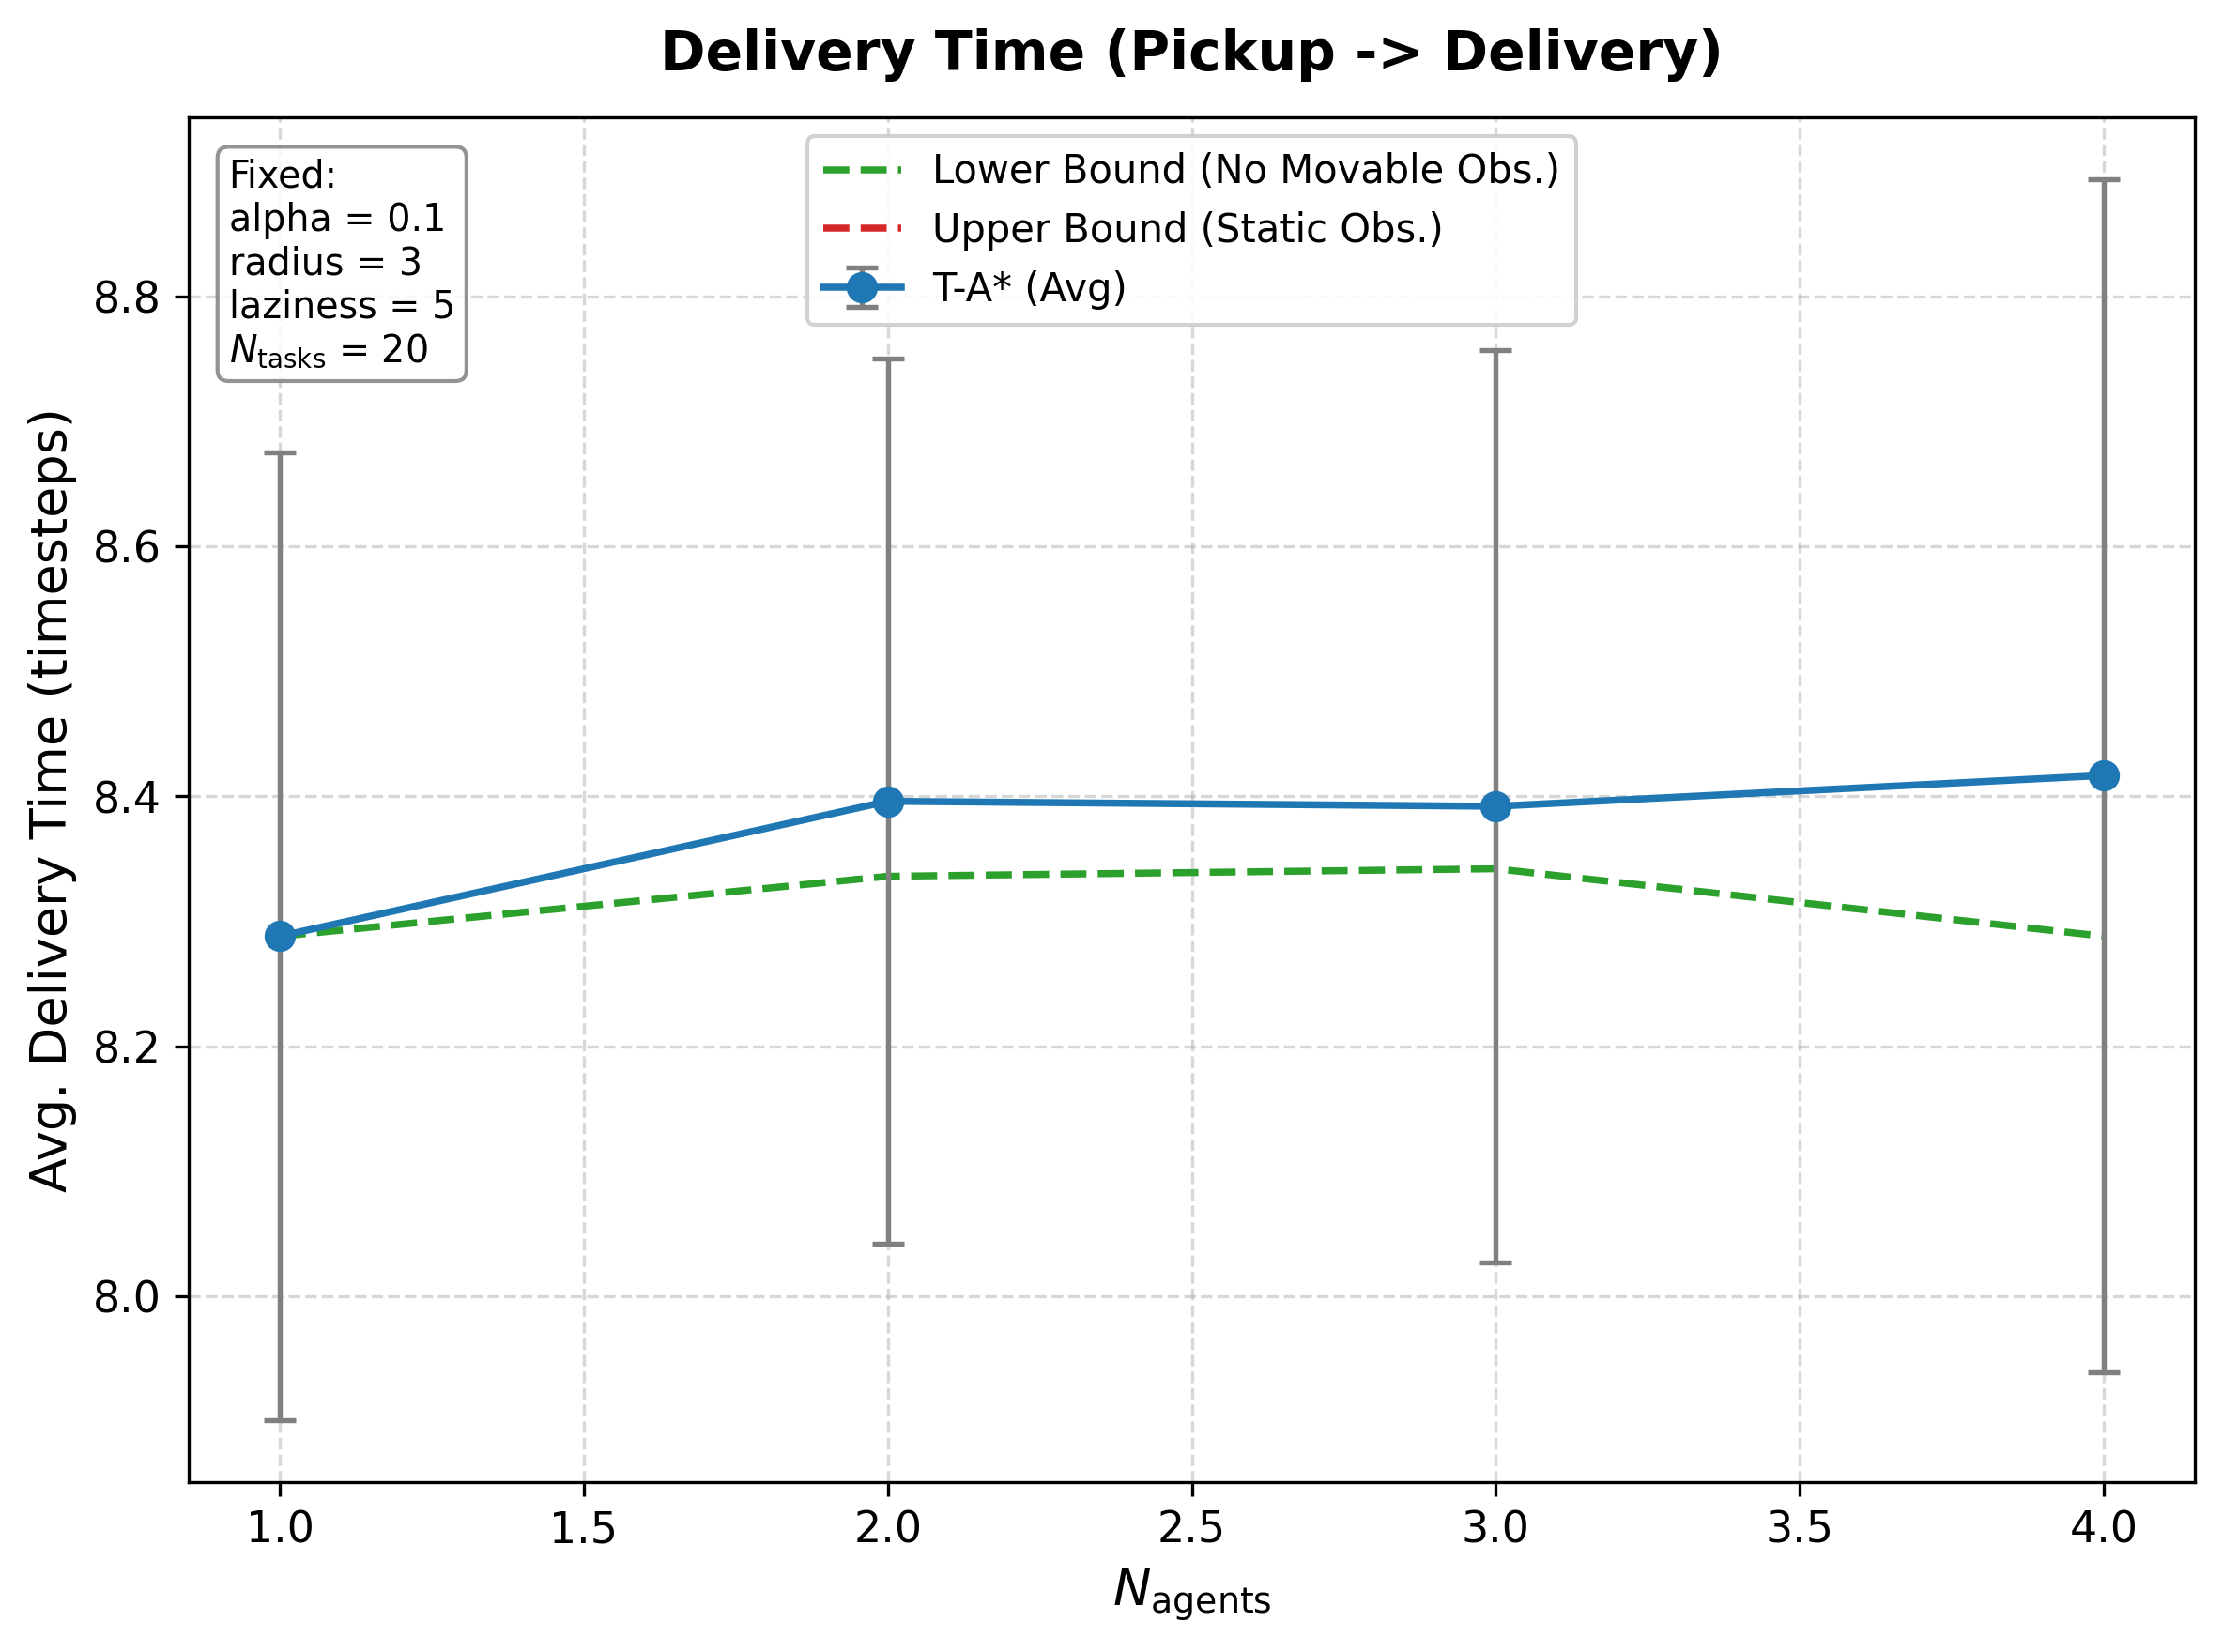 Delivery Time (Pickup -> Delivery)
Fixed:
alpha = 0.1
radius = 3
laziness = 5
N_tasks = 20
Lower Bound (No Movable Obs.)
Upper Bound (Static Obs.)
T-A* (Avg)
Avg. Delivery Time (timesteps)
8.8
8.6
8.4
8.2
8.0
1.0 1.5 2.0 2.5 3.0 3.5 4.0
N_agents